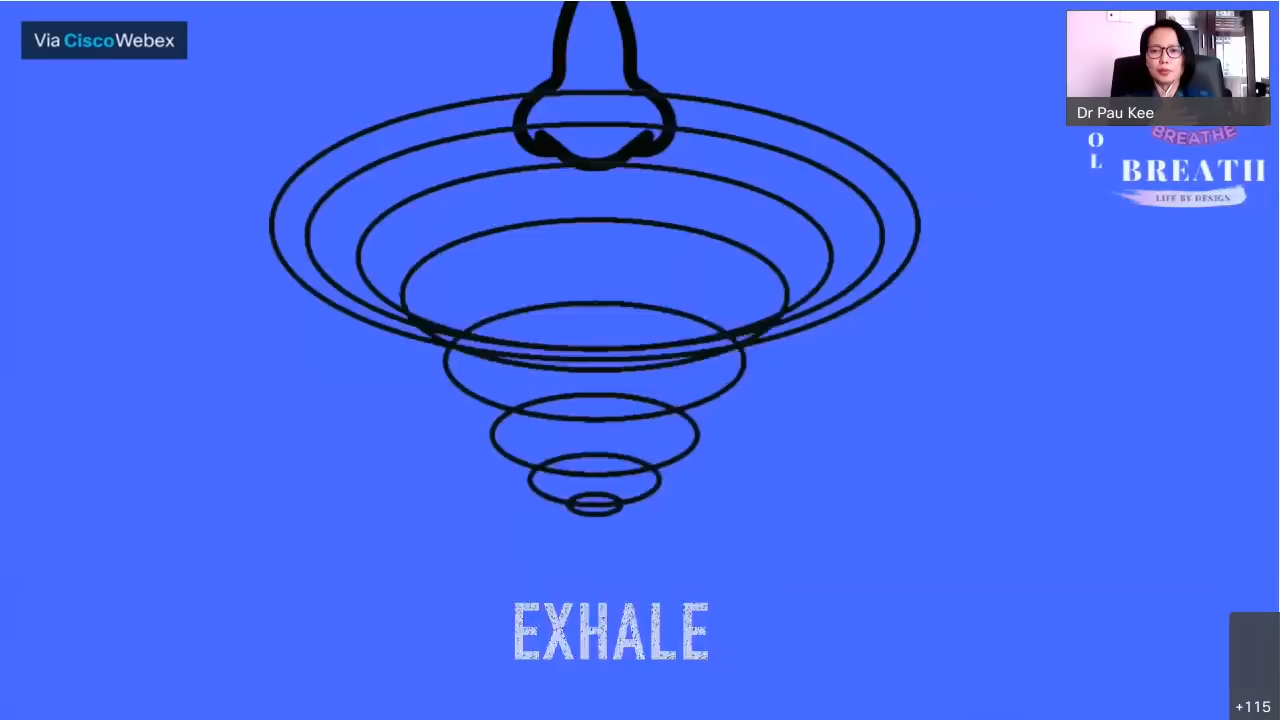 Via CiscoWebex
Dr Pau Kee
BREATHE
O
L
BREATH
LIFE BY DESIGN
EXHALE
+115